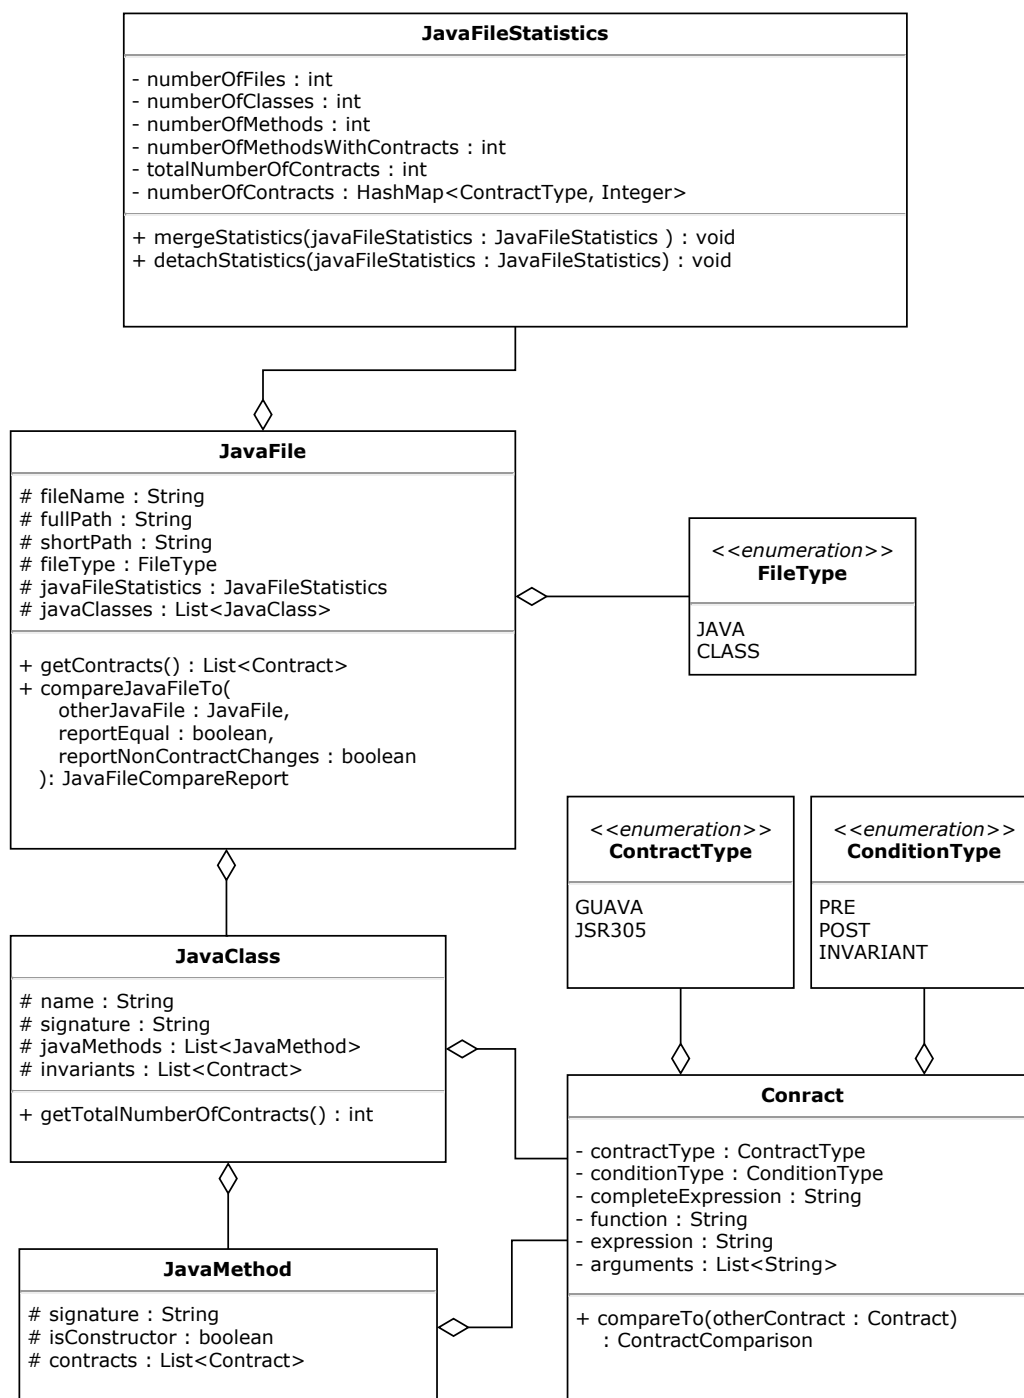 JavaFileStatistics
- numberOfFiles : int
- numberOfClasses : int
- numberOfMethods : int
- numberOfMethodsWithContracts : int
- totalNumberOfContracts : int
- numberOfContracts : HashMap<ContractType, Integer>
+ mergeStatistics(javaFileStatistics : JavaFileStatistics ) : void
+ detachStatistics(javaFileStatistics : JavaFileStatistics) : void
JavaFile
# fileName : String
# fullPath : String
# shortPath : String
# fileType : FileType
# javaFileStatistics : JavaFileStatistics
# javaClasses : List<JavaClass>
+ getContracts() : List<Contract>
+ compareJavaFileTo(
otherJavaFile : JavaFile,
reportEqual : boolean,
reportNonContractChanges : boolean
): JavaFileCompareReport
<<enumeration>>
FileType
JAVA
CLASS
<<enumeration>>
ContractType
GUAVA
JSR305
<<enumeration>>
ConditionType
PRE
POST
INVARIANT
JavaClass
# name : String
# signature : String
# javaMethods : List<JavaMethod>
# invariants : List<Contract>
+ getTotalNumberOfContracts() : int
Conract
- contractType : ContractType
- conditionType : ConditionType
- completeExpression : String
- function : String
- expression : String
- arguments : List<String>
+ compareTo(otherContract : Contract)
: ContractComparison
JavaMethod
# signature : String
# isConstructor : boolean
# contracts : List<Contract>